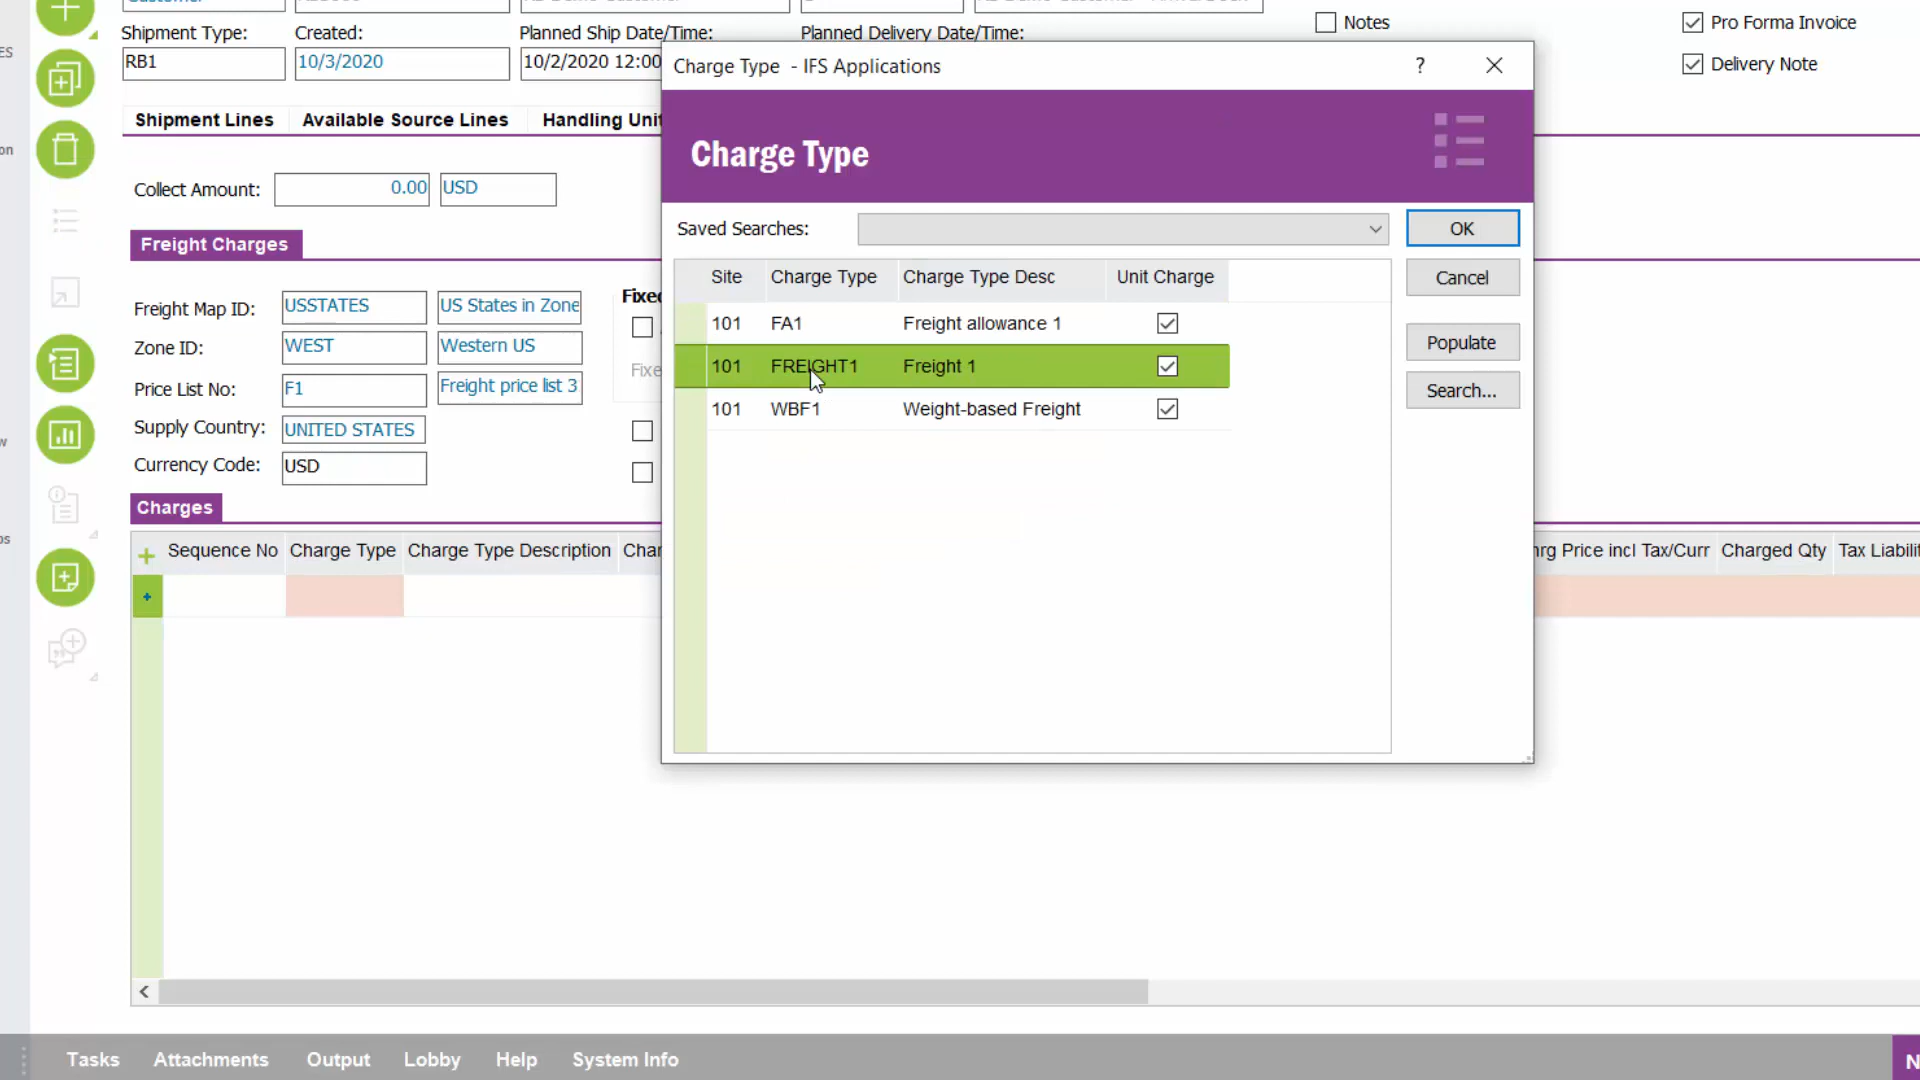 Customer
Shipment Type:
Created:
Planned Ship Date/Time:
Planned Delivery Date/Time:
Notes
Pro Forma Invoice
RB1
10/3/2020
10/2/2020 12:00
Delivery Note
ES
on
w
os
Shipment Lines
Available Source Lines
Handling Unit
Collect Amount:
0.00
USD
Freight Charges
Freight Map ID:
USSTATES
US States in Zone
Fixed
Zone ID:
WEST
Western US
Price List No:
F1
Freight price list 3
Fixe
Supply Country:
UNITED STATES
Currency Code:
USD
Charges
Sequence No
Charge Type
Charge Type Description
Char
hrg Price incl Tax/Curr
Charged Qty
Tax Liabilit
Charge Type - IFS Applications
?
Charge Type
Saved Searches:
OK
Cancel
Populate
Search...
Site Charge Type Charge Type Desc Unit Charge
101 FA1 Freight allowance 1
101 FREIGHT1 Freight 1
101 WBF1 Weight-based Freight
Tasks
Attachments
Output
Lobby
Help
System Info
N